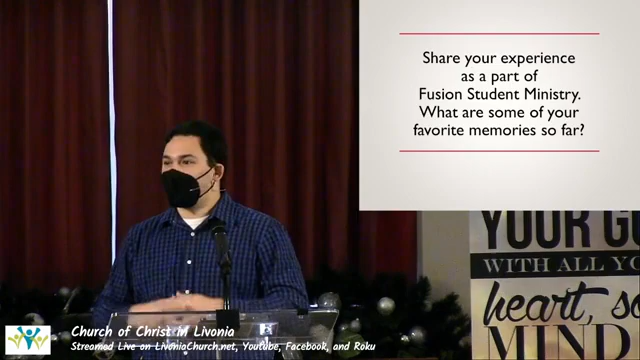 Share your experience
as a part of
Fusion Student Ministry.
What are some of your
favorite memories so far?
YOUR GO
WITH ALL YO
heart, so
MIND
Church of Christ in Livonia
Streamed Live on LivoniaChurch.net, Youtube, Facebook, and Roku